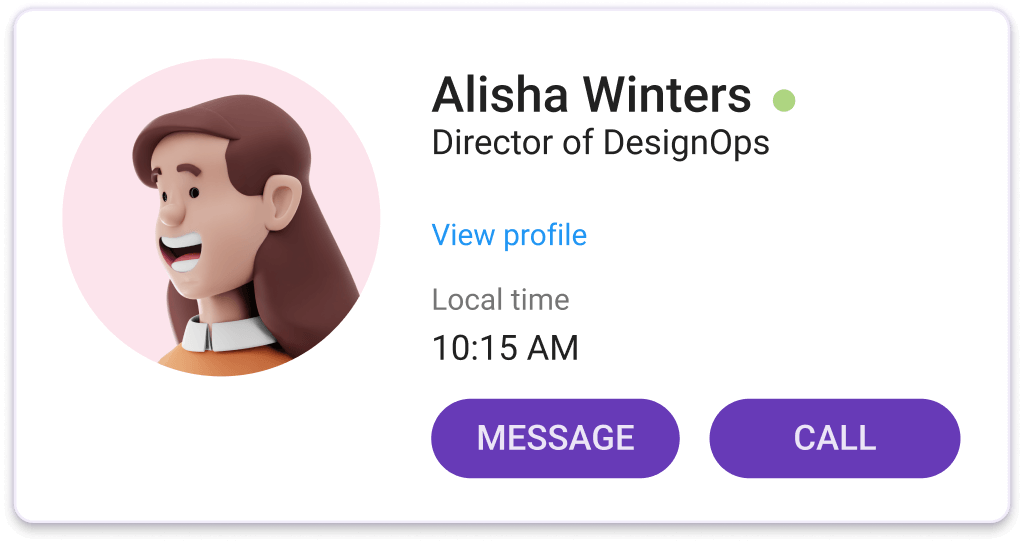 Alisha Winters
Director of DesignOps
View profile
Local time
10:15 AM
MESSAGE
CALL